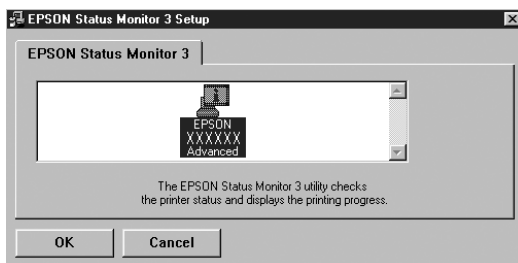 EPSON Status Monitor 3 Setup
EPSON Status Monitor 3
EPSON
XXXXXX
Advanced
The EPSON Status Monitor 3 utility checks
the printer status and displays the printing progress.
OK Cancel